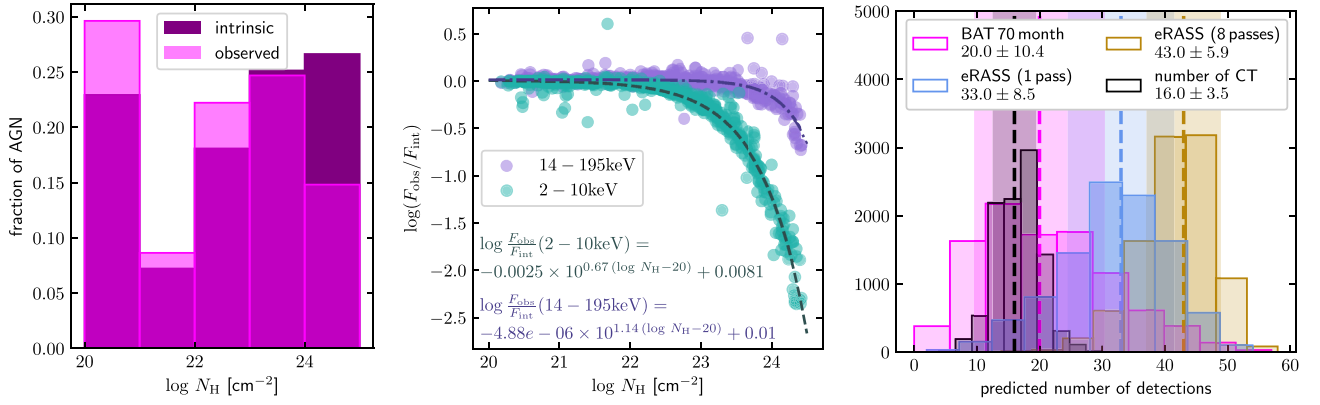 0.30
0.25
0.20
0.15
0.10
0.05
0.00
fraction of AGN
intrinsic
observed
20 22 24
log N_H [cm^−2]
0.5
0.0
−0.5
−1.0
−1.5
−2.0
−2.5
log(F_obs/F_int)
14 − 195keV
2 − 10keV
log F_obs/F_int (2 − 10keV) =
−0.0025 × 10^0.67 (log N_H−20) + 0.0081
log F_obs/F_int (14 − 195keV) =
−4.88e − 06 × 10^1.14 (log N_H−20) + 0.01
20 21 22 23 24
log N_H [cm^−2]
5000
4000
3000
2000
1000
0
BAT 70 month
20.0 ± 10.4
eRASS (1 pass)
33.0 ± 8.5
eRASS (8 passes)
43.0 ± 5.9
number of CT
16.0 ± 3.5
0 10 20 30 40 50 60
predicted number of detections